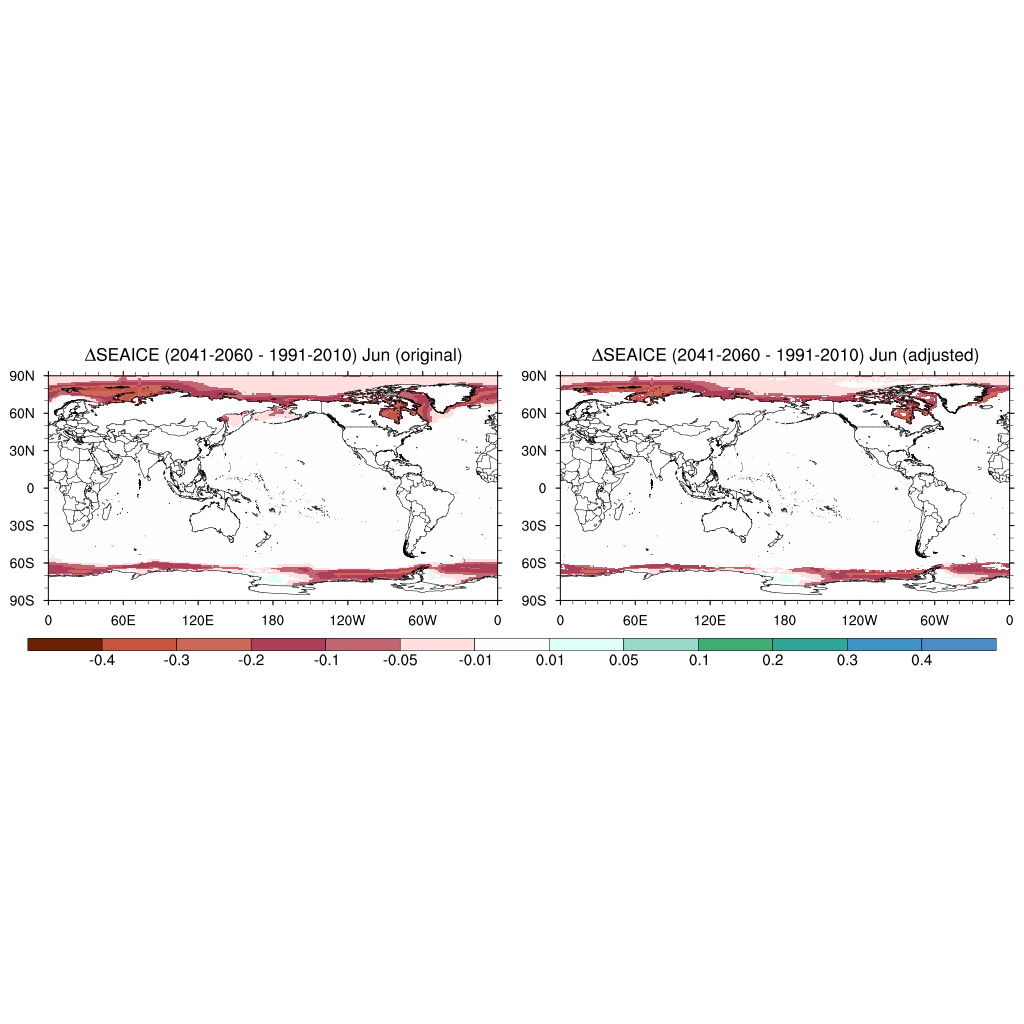 ΔSEAICE (2041-2060 - 1991-2010) Jun (original)
90N
60N
30N
0
30S
60S
90S
0 60E 120E 180 120W 60W 0
ΔSEAICE (2041-2060 - 1991-2010) Jun (adjusted)
90N
60N
30N
0
30S
60S
90S
0 60E 120E 180 120W 60W 0
-0.4 -0.3 -0.2 -0.1 -0.05 -0.01 0.01 0.05 0.1 0.2 0.3 0.4